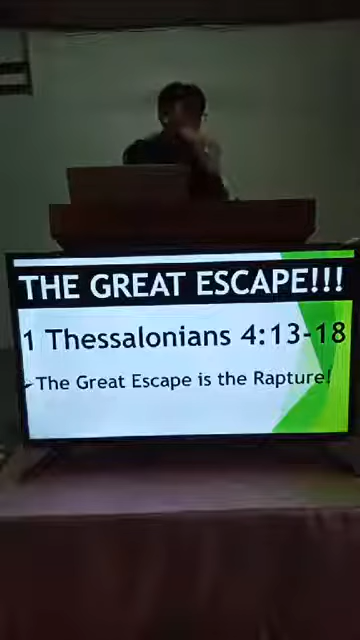 THE GREAT ESCAPE!!!
1 Thessalonians 4:13-18
The Great Escape is the Rapture!